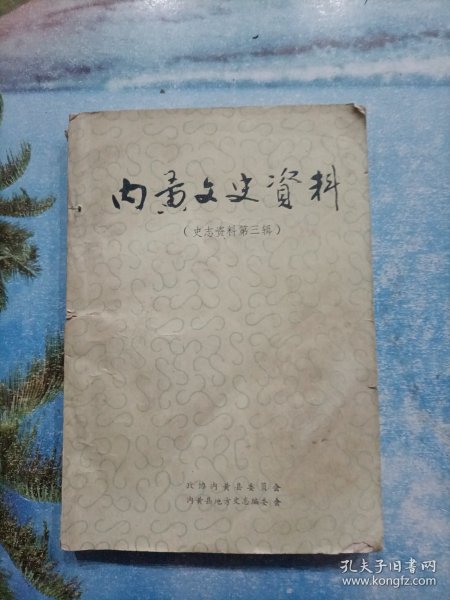 内黄文史資料
（史志资料第三辑）
政协内黄县委员会
内黄县地方史志编委会
孔夫子旧书网
www.kongfz.com